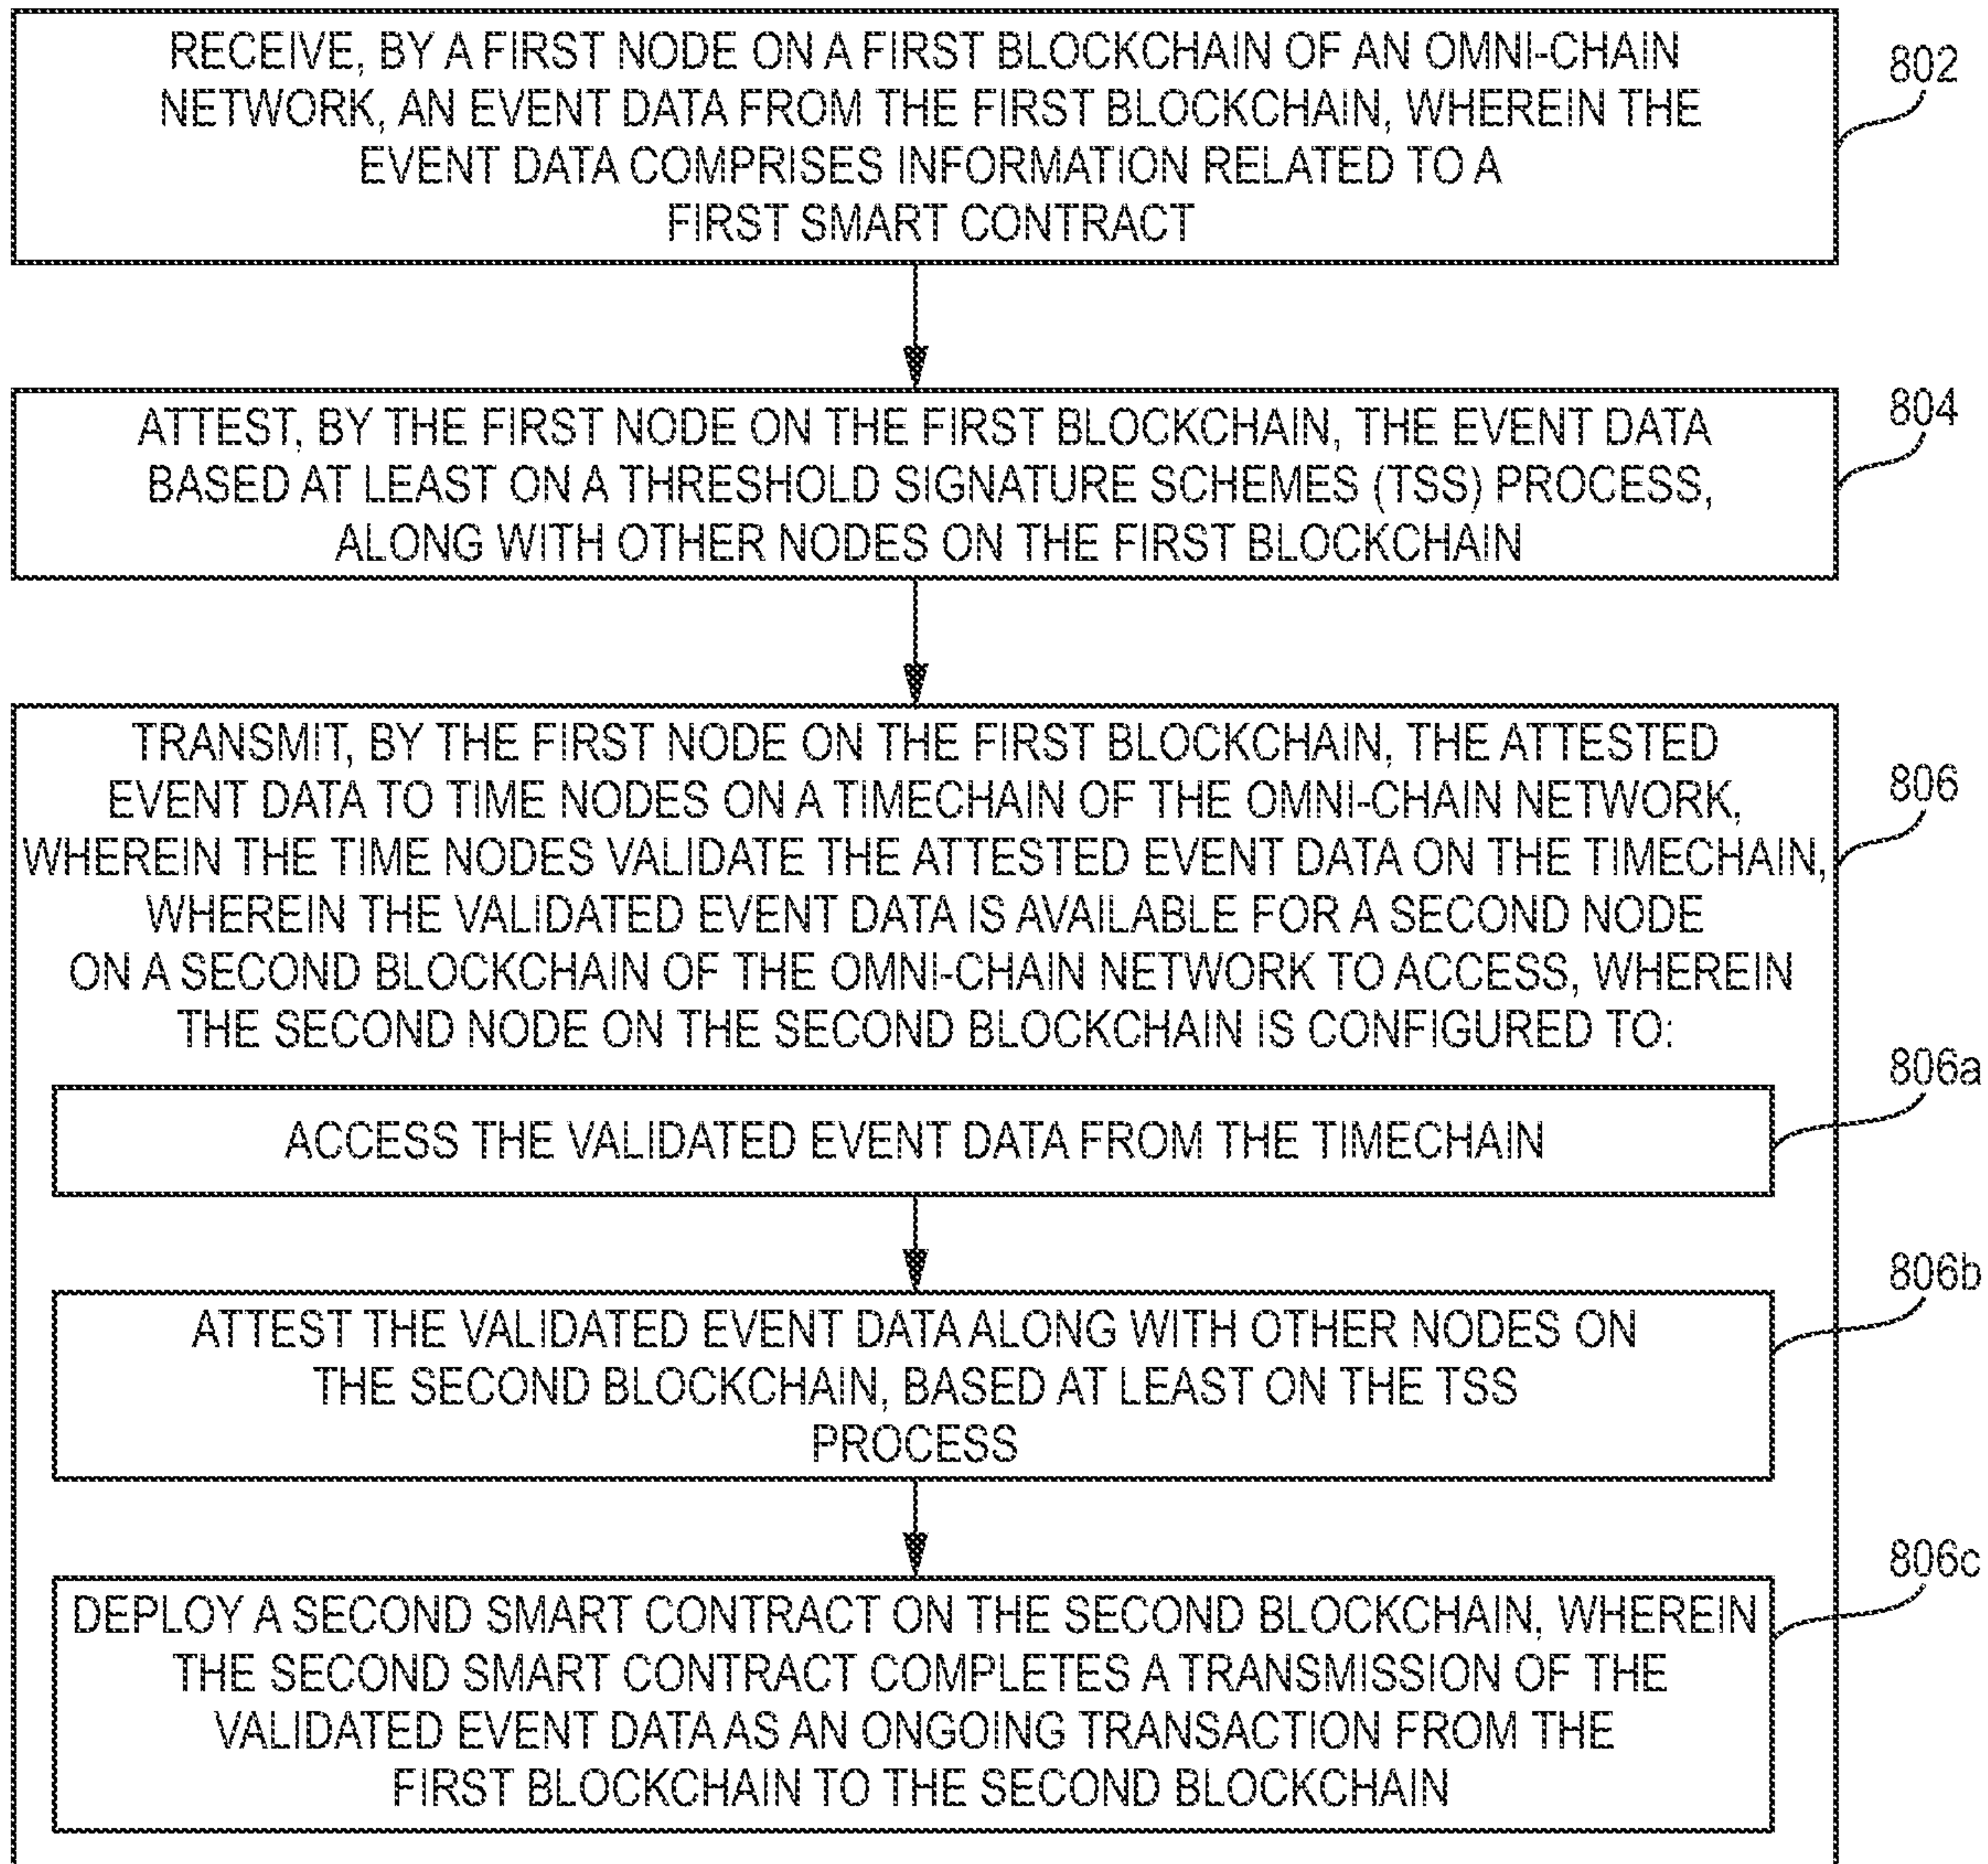 RECEIVE, BY A FIRST NODE ON A FIRST BLOCKCHAIN OF AN OMNI-CHAIN
NETWORK, AN EVENT DATA FROM THE FIRST BLOCKCHAIN, WHEREIN THE
EVENT DATA COMPRISES INFORMATION RELATED TO A
FIRST SMART CONTRACT
802
ATTEST, BY THE FIRST NODE ON THE FIRST BLOCKCHAIN, THE EVENT DATA
BASED AT LEAST ON A THRESHOLD SIGNATURE SCHEMES (TSS) PROCESS,
ALONG WITH OTHER NODES ON THE FIRST BLOCKCHAIN
804
TRANSMIT, BY THE FIRST NODE ON THE FIRST BLOCKCHAIN, THE ATTESTED
EVENT DATA TO TIME NODES ON A TIMECHAIN OF THE OMNI-CHAIN NETWORK,
WHEREIN THE TIME NODES VALIDATE THE ATTESTED EVENT DATA ON THE TIMECHAIN,
WHEREIN THE VALIDATED EVENT DATA IS AVAILABLE FOR A SECOND NODE
ON A SECOND BLOCKCHAIN OF THE OMNI-CHAIN NETWORK TO ACCESS, WHEREIN
THE SECOND NODE ON THE SECOND BLOCKCHAIN IS CONFIGURED TO:
806
ACCESS THE VALIDATED EVENT DATA FROM THE TIMECHAIN
806a
ATTEST THE VALIDATED EVENT DATA ALONG WITH OTHER NODES ON
THE SECOND BLOCKCHAIN, BASED AT LEAST ON THE TSS
PROCESS
806b
DEPLOY A SECOND SMART CONTRACT ON THE SECOND BLOCKCHAIN, WHEREIN
THE SECOND SMART CONTRACT COMPLETES A TRANSMISSION OF THE
VALIDATED EVENT DATA AS AN ONGOING TRANSACTION FROM THE
FIRST BLOCKCHAIN TO THE SECOND BLOCKCHAIN
806c